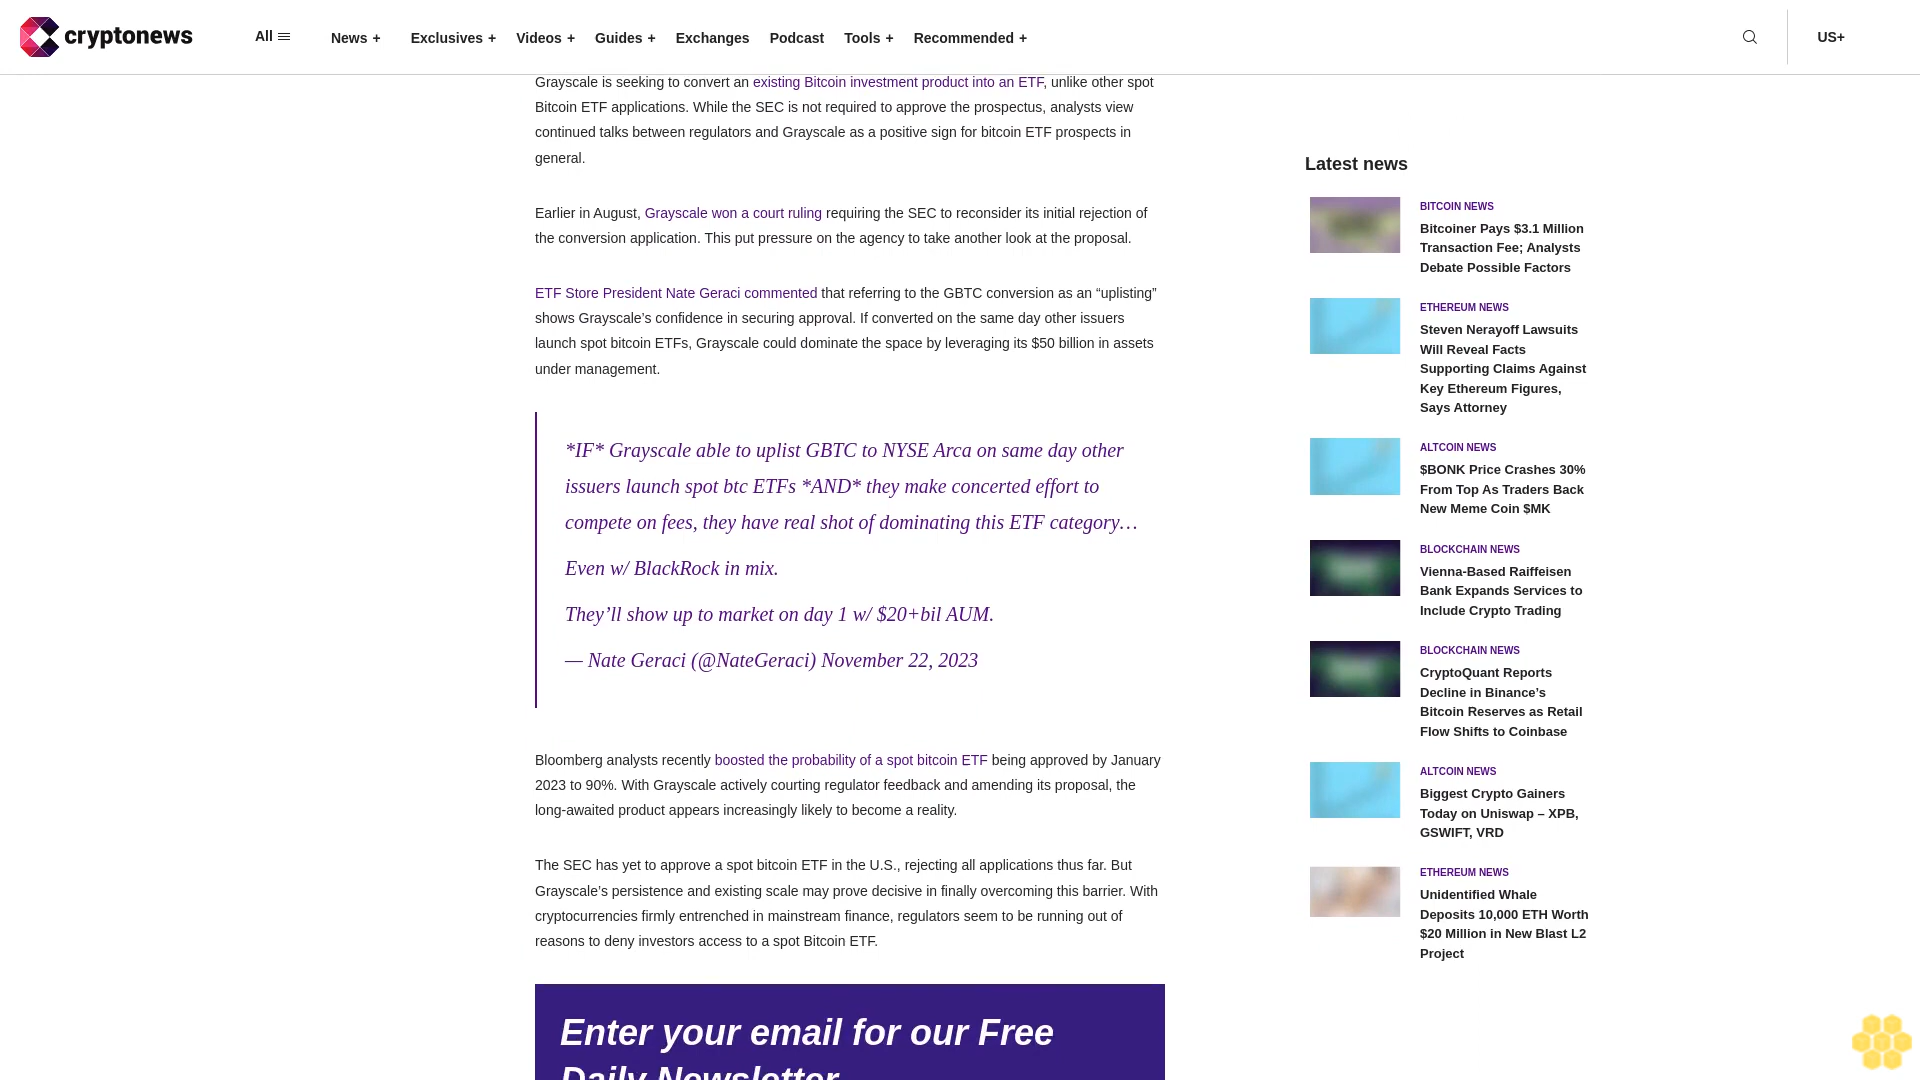 cryptonews
All
News +
Exclusives +
Videos +
Guides +
Exchanges
Podcast
Tools +
Recommended +
US+
Grayscale is seeking to convert an existing Bitcoin investment product into an ETF, unlike other spot
Bitcoin ETF applications. While the SEC is not required to approve the prospectus, analysts view
continued talks between regulators and Grayscale as a positive sign for bitcoin ETF prospects in
general.
Earlier in August, Grayscale won a court ruling requiring the SEC to reconsider its initial rejection of
the conversion application. This put pressure on the agency to take another look at the proposal.
ETF Store President Nate Geraci commented that referring to the GBTC conversion as an “uplisting”
shows Grayscale’s confidence in securing approval. If converted on the same day other issuers
launch spot bitcoin ETFs, Grayscale could dominate the space by leveraging its $50 billion in assets
under management.
*IF* Grayscale able to uplist GBTC to NYSE Arca on same day other
issuers launch spot btc ETFs *AND* they make concerted effort to
compete on fees, they have real shot of dominating this ETF category…
Even w/ BlackRock in mix.
They’ll show up to market on day 1 w/ $20+bil AUM.
— Nate Geraci (@NateGeraci) November 22, 2023
Bloomberg analysts recently boosted the probability of a spot bitcoin ETF being approved by January
2023 to 90%. With Grayscale actively courting regulator feedback and amending its proposal, the
long-awaited product appears increasingly likely to become a reality.
The SEC has yet to approve a spot bitcoin ETF in the U.S., rejecting all applications thus far. But
Grayscale’s persistence and existing scale may prove decisive in finally overcoming this barrier. With
cryptocurrencies firmly entrenched in mainstream finance, regulators seem to be running out of
reasons to deny investors access to a spot Bitcoin ETF.
Enter your email for our Free
Daily Newsletter
Latest news
BITCOIN NEWS
Bitcoiner Pays $3.1 Million
Transaction Fee; Analysts
Debate Possible Factors
ETHEREUM NEWS
Steven Nerayoff Lawsuits
Will Reveal Facts
Supporting Claims Against
Key Ethereum Figures,
Says Attorney
ALTCOIN NEWS
$BONK Price Crashes 30%
From Top As Traders Back
New Meme Coin $MK
BLOCKCHAIN NEWS
Vienna-Based Raiffeisen
Bank Expands Services to
Include Crypto Trading
BLOCKCHAIN NEWS
CryptoQuant Reports
Decline in Binance’s
Bitcoin Reserves as Retail
Flow Shifts to Coinbase
ALTCOIN NEWS
Biggest Crypto Gainers
Today on Uniswap – XPB,
GSWIFT, VRD
ETHEREUM NEWS
Unidentified Whale
Deposits 10,000 ETH Worth
$20 Million in New Blast L2
Project